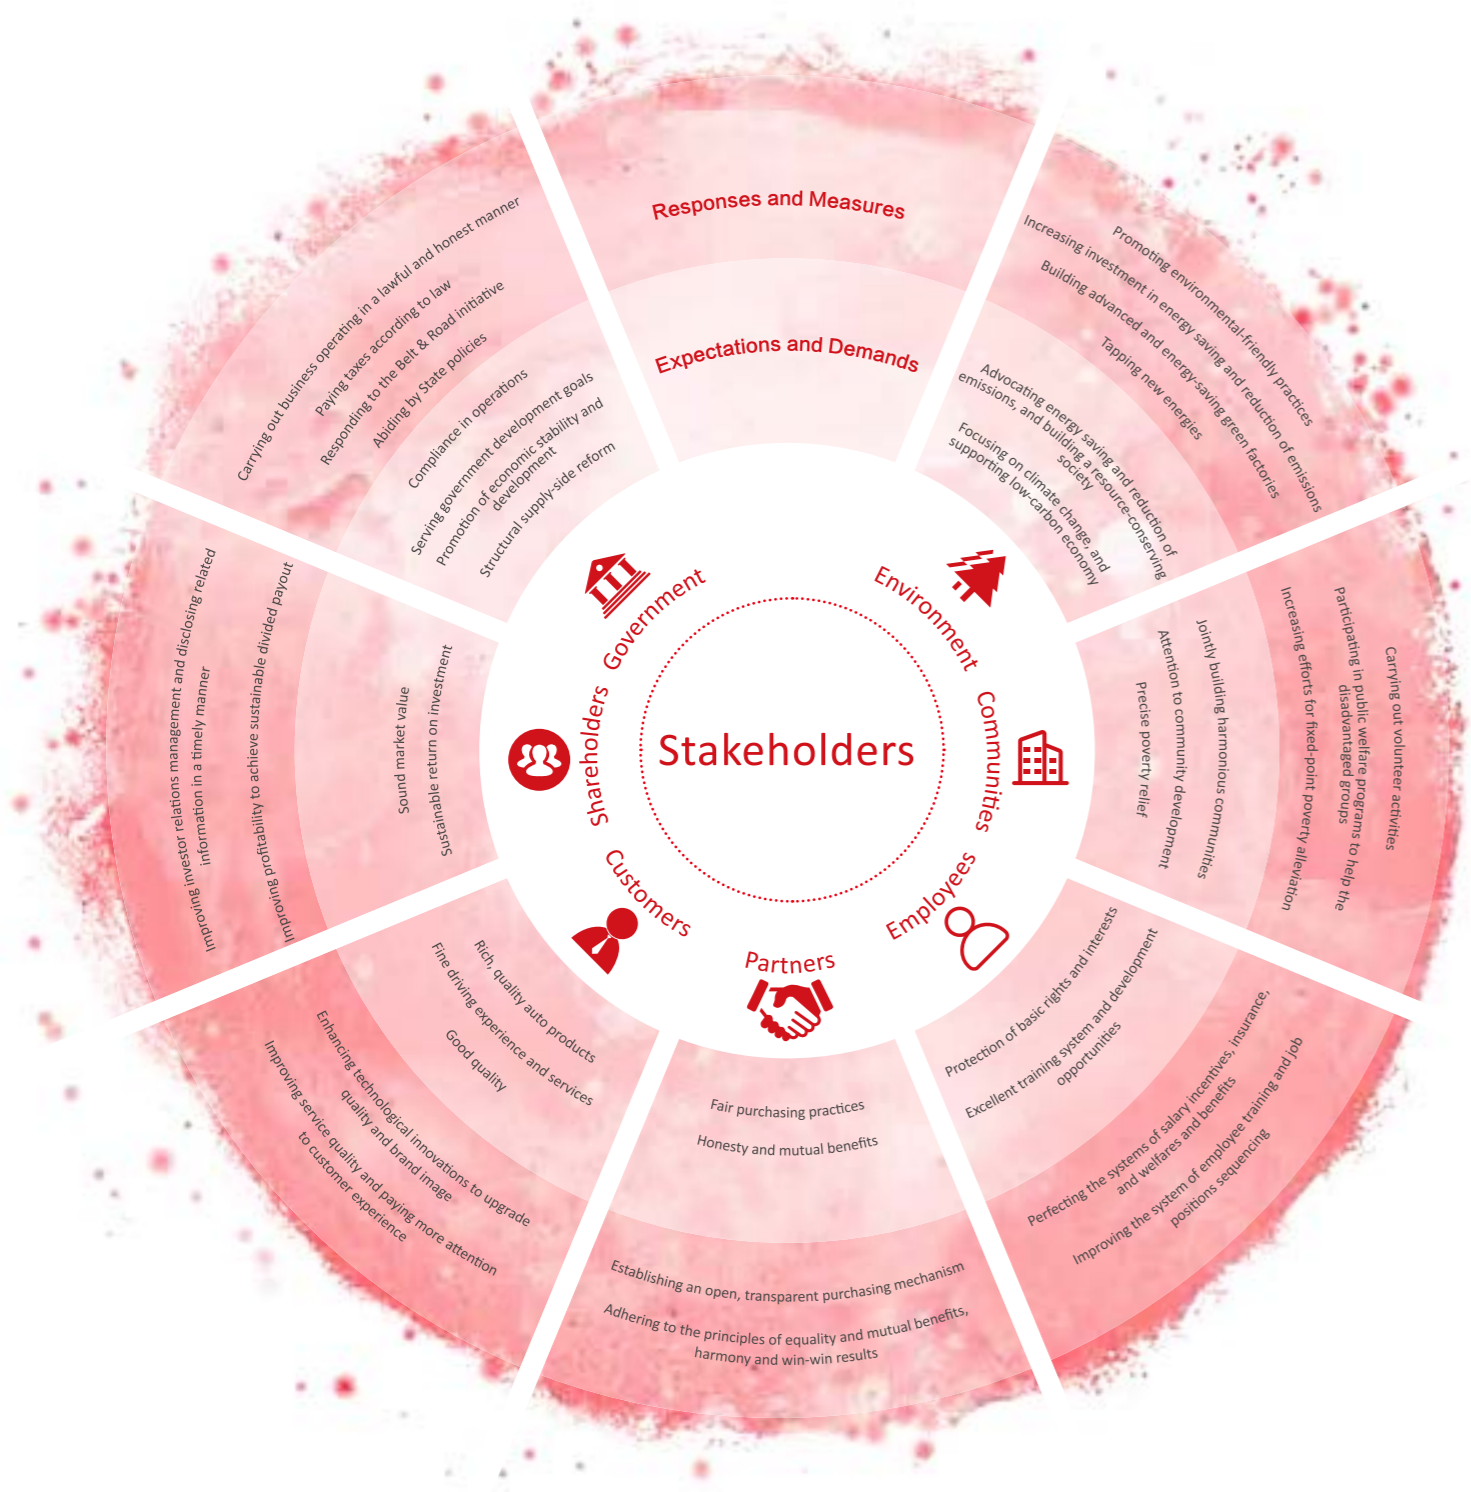 Responses and Measures
Expectations and Demands
Promoting environmental-friendly practices
Increasing investment in energy saving and reduction of emissions
Building advanced and energy-saving green factories
Tapping new energies
Advocating energy saving and reduction of
emissions, and building a resource-conserving
society
Focusing on climate change, and
supporting low-carbon economy
Environment
Carrying out volunteer activities
Participating in public welfare programs to help the
disadvantaged groups
Increasing efforts for fixed-point poverty alleviation
Jointly building harmonious communities
Attention to community development
Precise poverty relief
Communities
Protection of basic rights and interests
Excellent training system and development
opportunities
Perfecting the systems of salary incentives, insurance,
and welfares and benefits
Improving the system of employee training and job
positions sequencing
Employees
Partners
Fair purchasing practices
Honesty and mutual benefits
Establishing an open, transparent purchasing mechanism
Adhering to the principles of equality and mutual benefits,
harmony and win-win results
Customers
Rich, quality auto products
Fine driving experience and services
Good quality
Enhancing technological innovations to upgrade
quality and brand image
Improving service quality and paying more attention
to customer experience
Shareholders
Sustainable return on investment
Sound market value
Improving profitability to achieve sustainable divided payout
Improving investor relations management and disclosing related
information in a timely manner
Government
Compliance in operations
Serving government development goals
Promotion of economic stability and
development
Structural supply-side reform
Carrying out business operating in a lawful and honest manner
Paying taxes according to law
Responding to the Belt & Road initiative
Abiding by State policies
Stakeholders